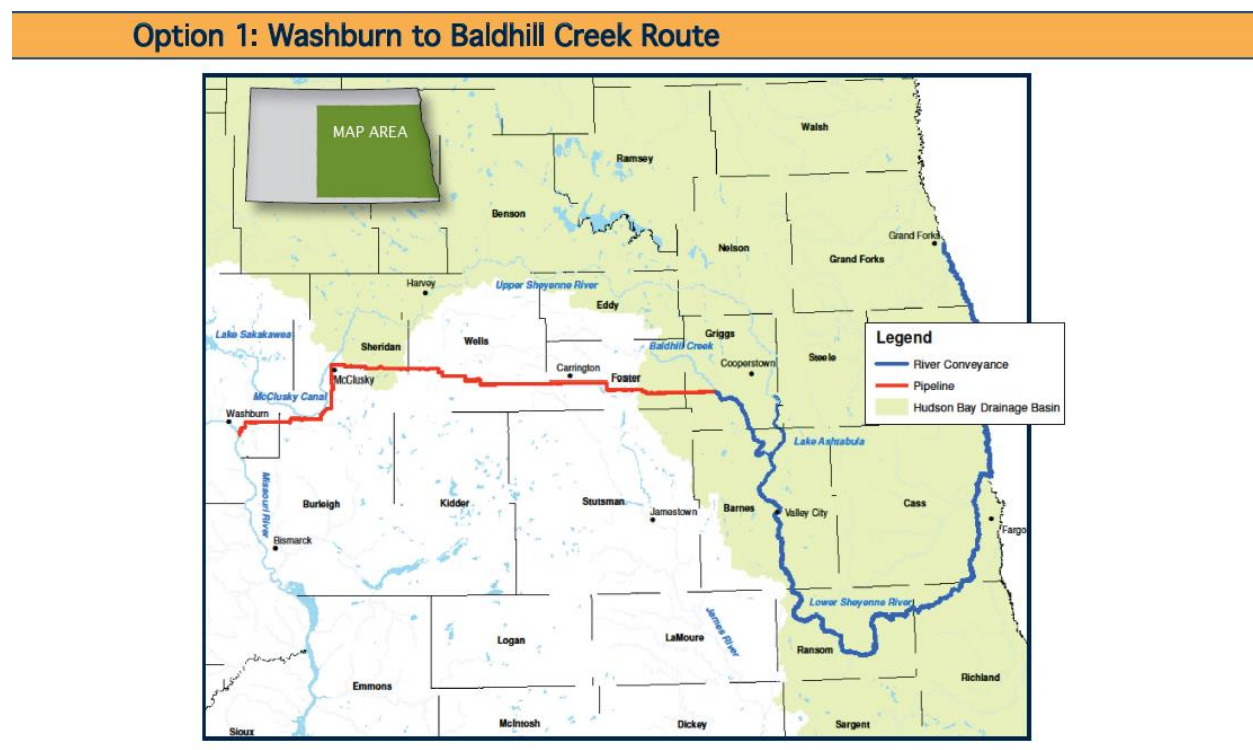 Option 1: Washburn to Baldhill Creek Route
MAP AREA
Walsh
Ramsey
Benson
Nelson
Grand Forks
Grand Forks
Harvey
Upper Sheyenne River
Eddy
Lake Sakakawea
Sheridan
Wells
Griggs
Baldhill Creek
Cooperstown
Steele
Carrington
Foster
McClusky
McClusky Canal
Washburn
Legend
River Conveyance
Pipeline
Hudson Bay Drainage Basin
Lake Ashtabula
Missouri River
Burleigh
Kidder
Stutsman
Jamestown
Barnes
Valley City
Cass
Fargo
Bismarck
Lower Sheyenne River
James River
Logan
LaMoure
Ransom
Richland
Emmons
McIntosh
Dickey
Sargent
Sioux